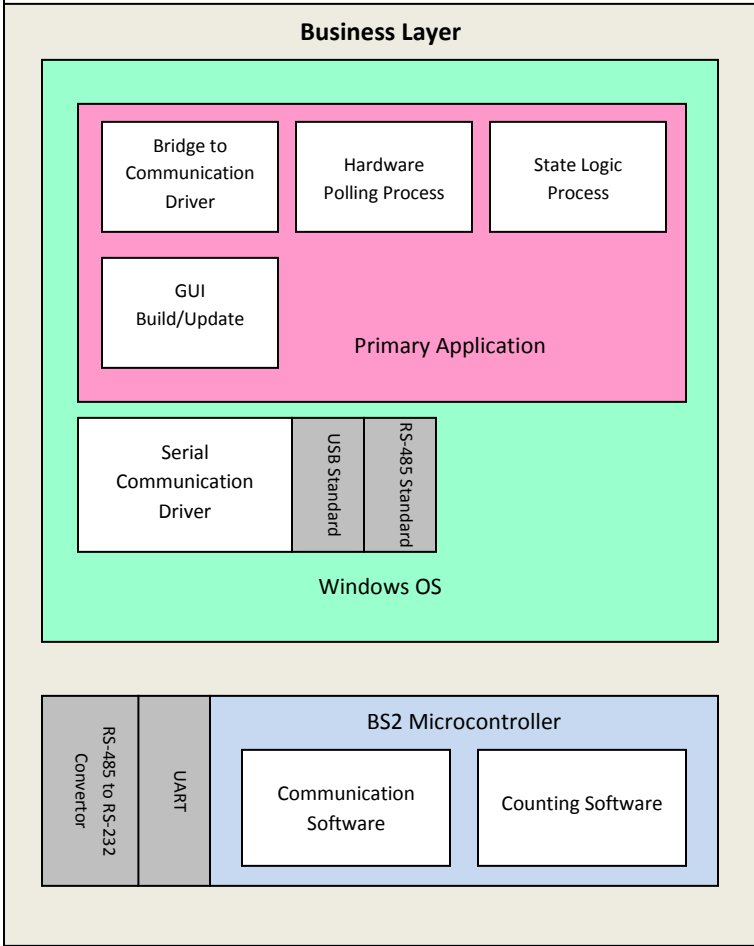 Business Layer
Bridge to
Communication
Driver
Hardware
Polling Process
State Logic
Process
GUI
Build/Update
Primary Application
Serial
Communication
Driver
USB Standard
RS-485 Standard
Windows OS
RS-485 to RS-232
Convertor
UART
BS2 Microcontroller
Communication
Software
Counting Software